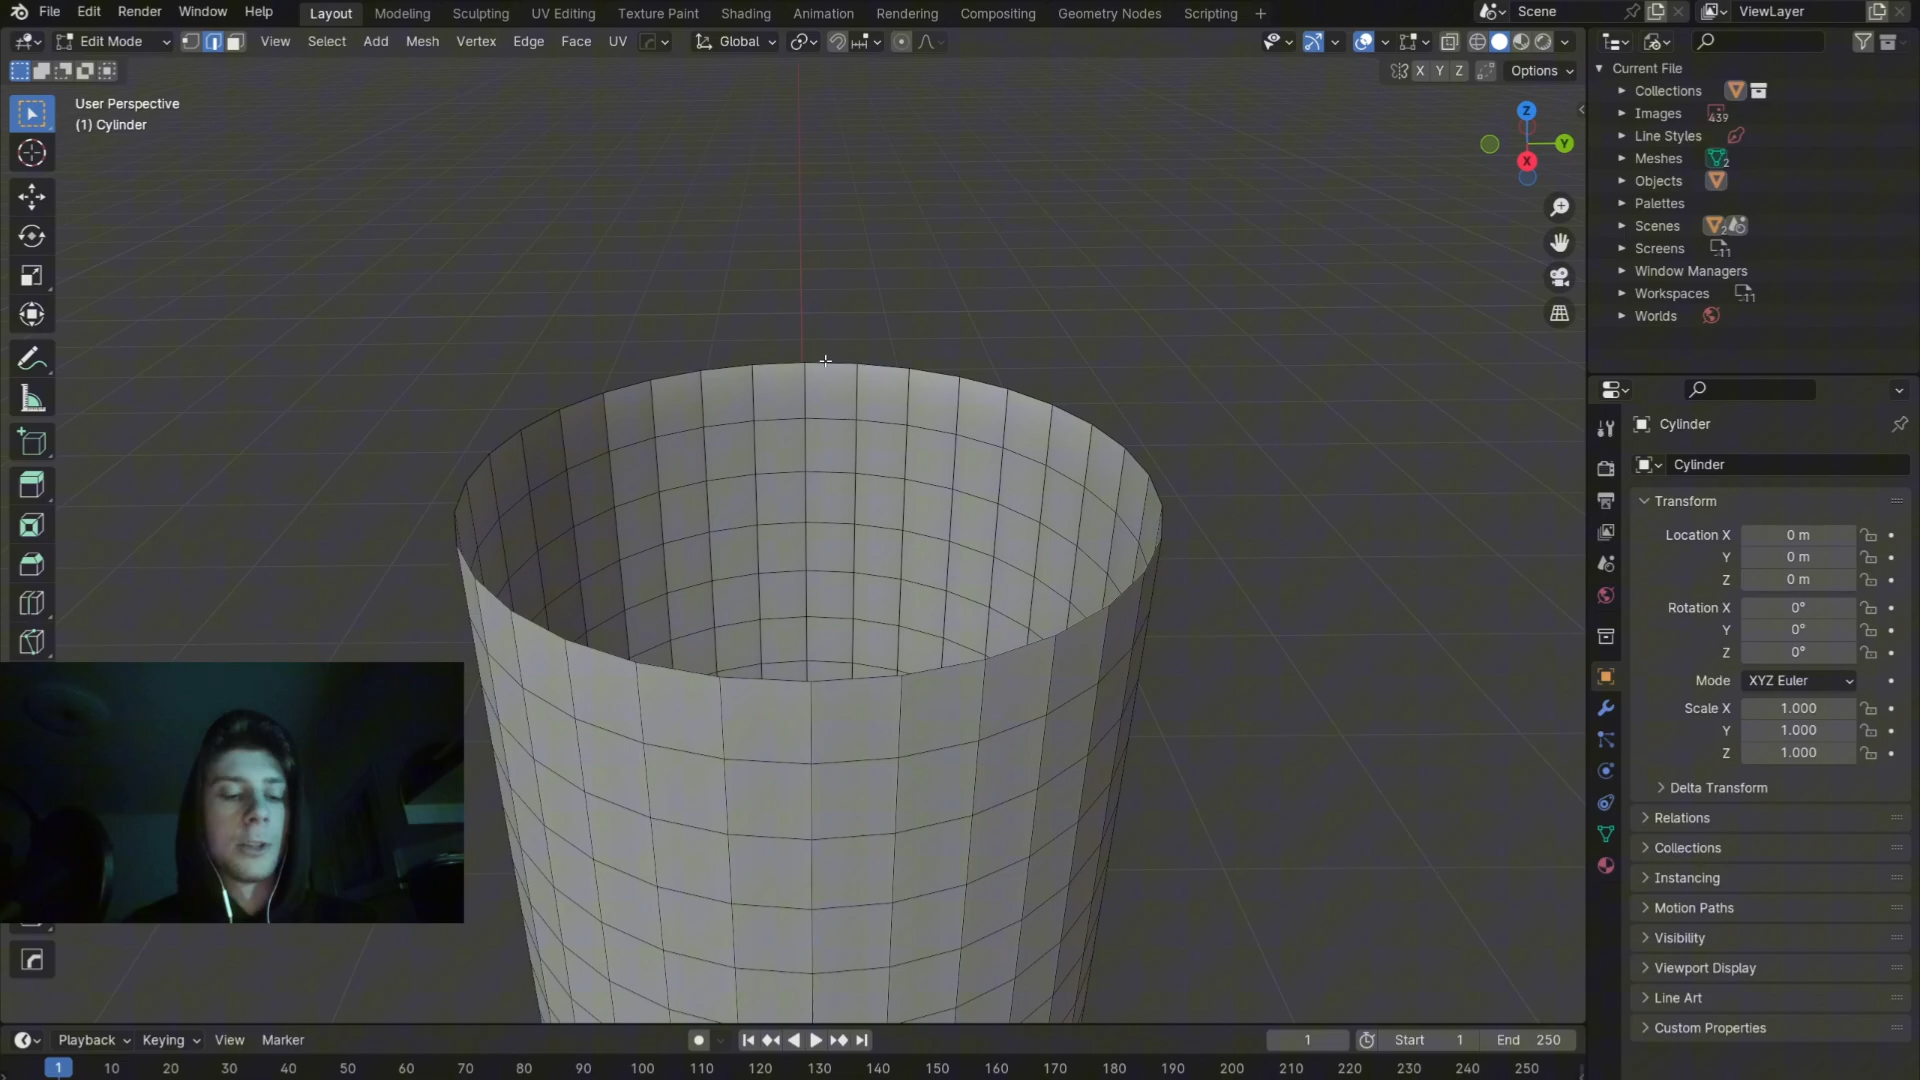 File Edit Render Window Help Layout Modeling Sculpting UV Editing Texture Paint Shading Animation Rendering Compositing Geometry Nodes Scripting Scene ViewLayer
Edit Mode View Select Add Mesh Vertex Edge Face UV Global
X Y Z Options
User Perspective
(1) Cylinder
Z
Y
X
Current File
Collections
Images 439
Line Styles
Meshes 2
Objects
Palettes
Scenes 2
Screens 11
Window Managers
Workspaces 11
Worlds
Cylinder
Cylinder
Transform
Location X 0 m
Y 0 m
Z 0 m
Rotation X 0°
Y 0°
Z 0°
Mode XYZ Euler
Scale X 1.000
Y 1.000
Z 1.000
Delta Transform
Relations
Collections
Instancing
Motion Paths
Visibility
Viewport Display
Line Art
Custom Properties
Playback Keying View Marker 1 Start 1 End 250
1 10 20 30 40 50 60 70 80 90 100 110 120 130 140 150 160 170 180 190 200 210 220 230 240 250